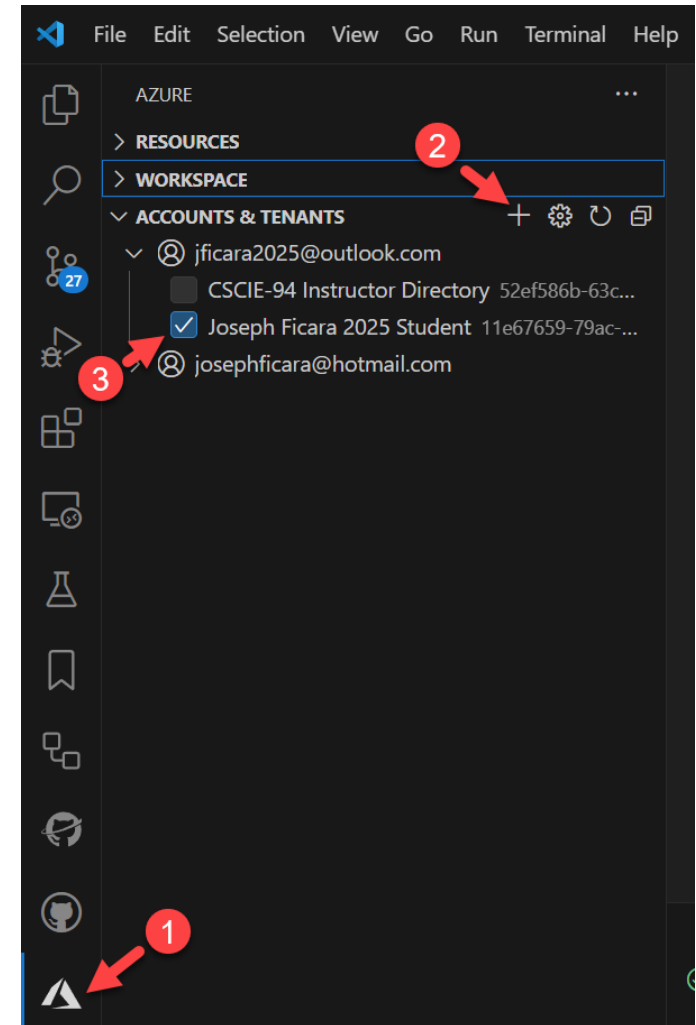 File Edit Selection View Go Run Terminal Help
AZURE ...
RESOURCES
2
WORKSPACE
ACCOUNTS & TENANTS
jficara2025@outlook.com
27
CSCIE-94 Instructor Directory 52ef586b-63c...
Joseph Ficara 2025 Student 11e67659-79ac-...
3
josephficara@hotmail.com
1